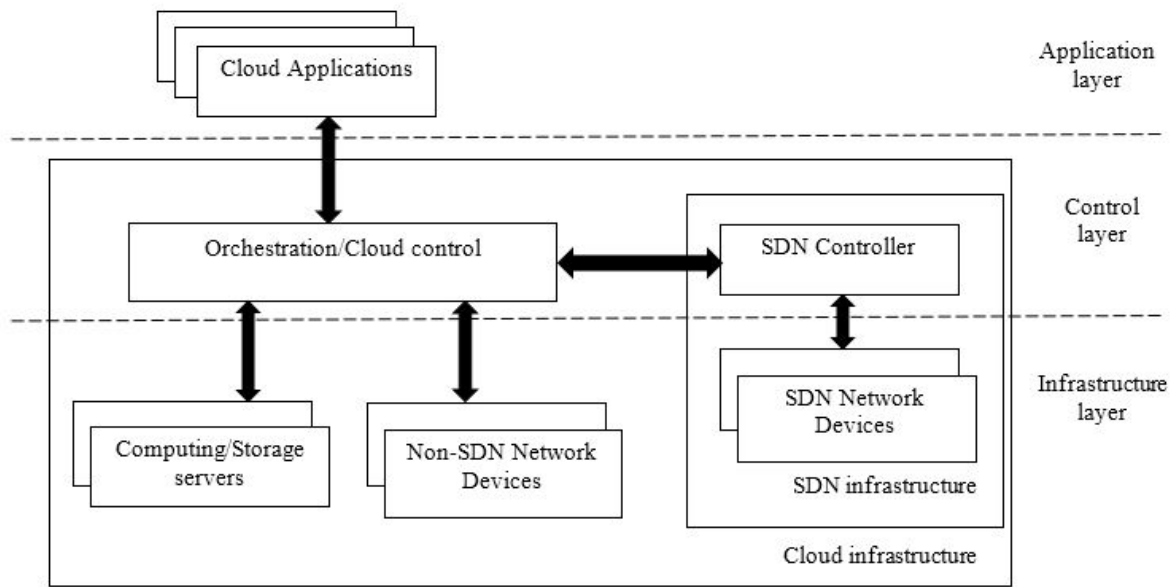 Cloud Applications
Application
layer
Orchestration/Cloud control
SDN Controller
Control
layer
Computing/Storage
servers
Non-SDN Network
Devices
SDN Network
Devices
Infrastructure
layer
SDN infrastructure
Cloud infrastructure